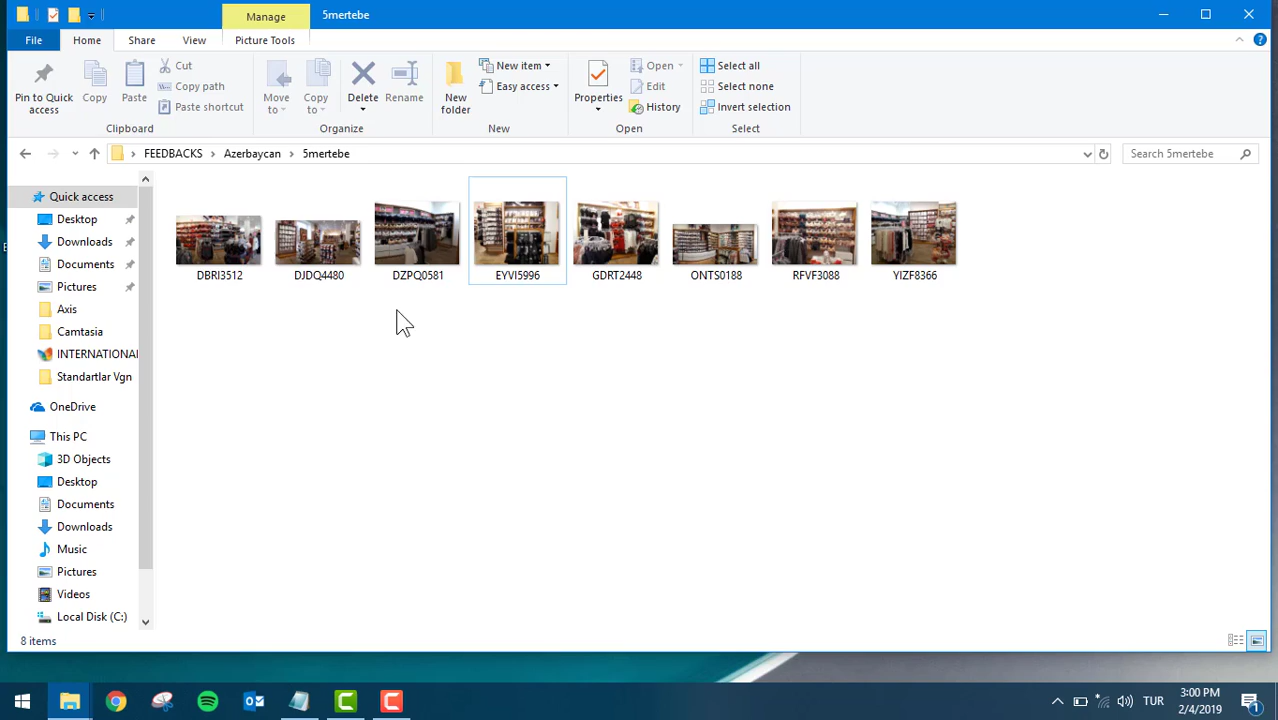 Manage
5mertebe
File
Home
Share
View
Picture Tools
Pin to Quick access
Copy
Paste
Cut
Copy path
Paste shortcut
Clipboard
Move to
Copy to
Delete
Rename
Organize
New folder
New item
Easy access
New
Properties
Open
Edit
History
Open
Select all
Select none
Invert selection
Select
FEEDBACKS
Azerbaycan
5mertebe
Search 5mertebe
Quick access
Desktop
Downloads
Documents
Pictures
Axis
Camtasia
INTERNATIONA
Standartlar Vgn
OneDrive
This PC
3D Objects
Desktop
Documents
Downloads
Music
Pictures
Videos
Local Disk (C:)
DBRI3512
DJDQ4480
DZPQ0581
EYVI5996
GDRT2448
ONTS0188
RFVF3088
YIZF8366
8 items
TUR
3:00 PM
2/4/2019
1